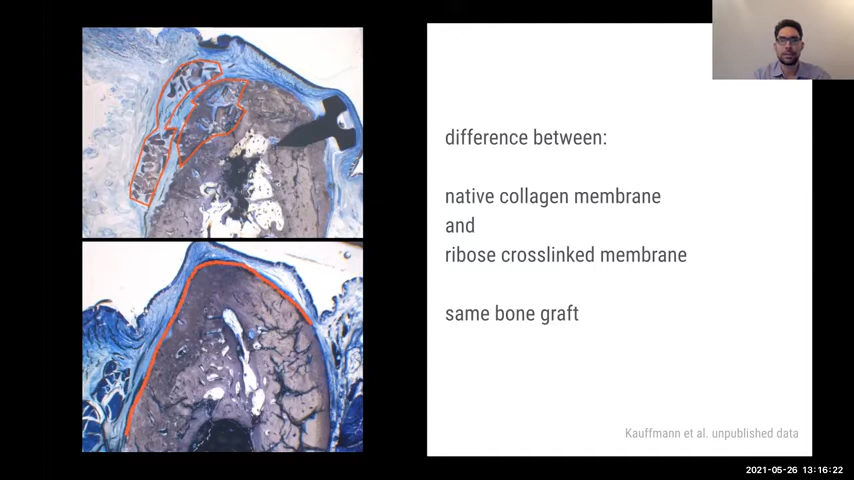 difference between:
native collagen membrane
and
ribose crosslinked membrane
same bone graft
Kauffmann et al. unpublished data
2021-05-26 13:16:22